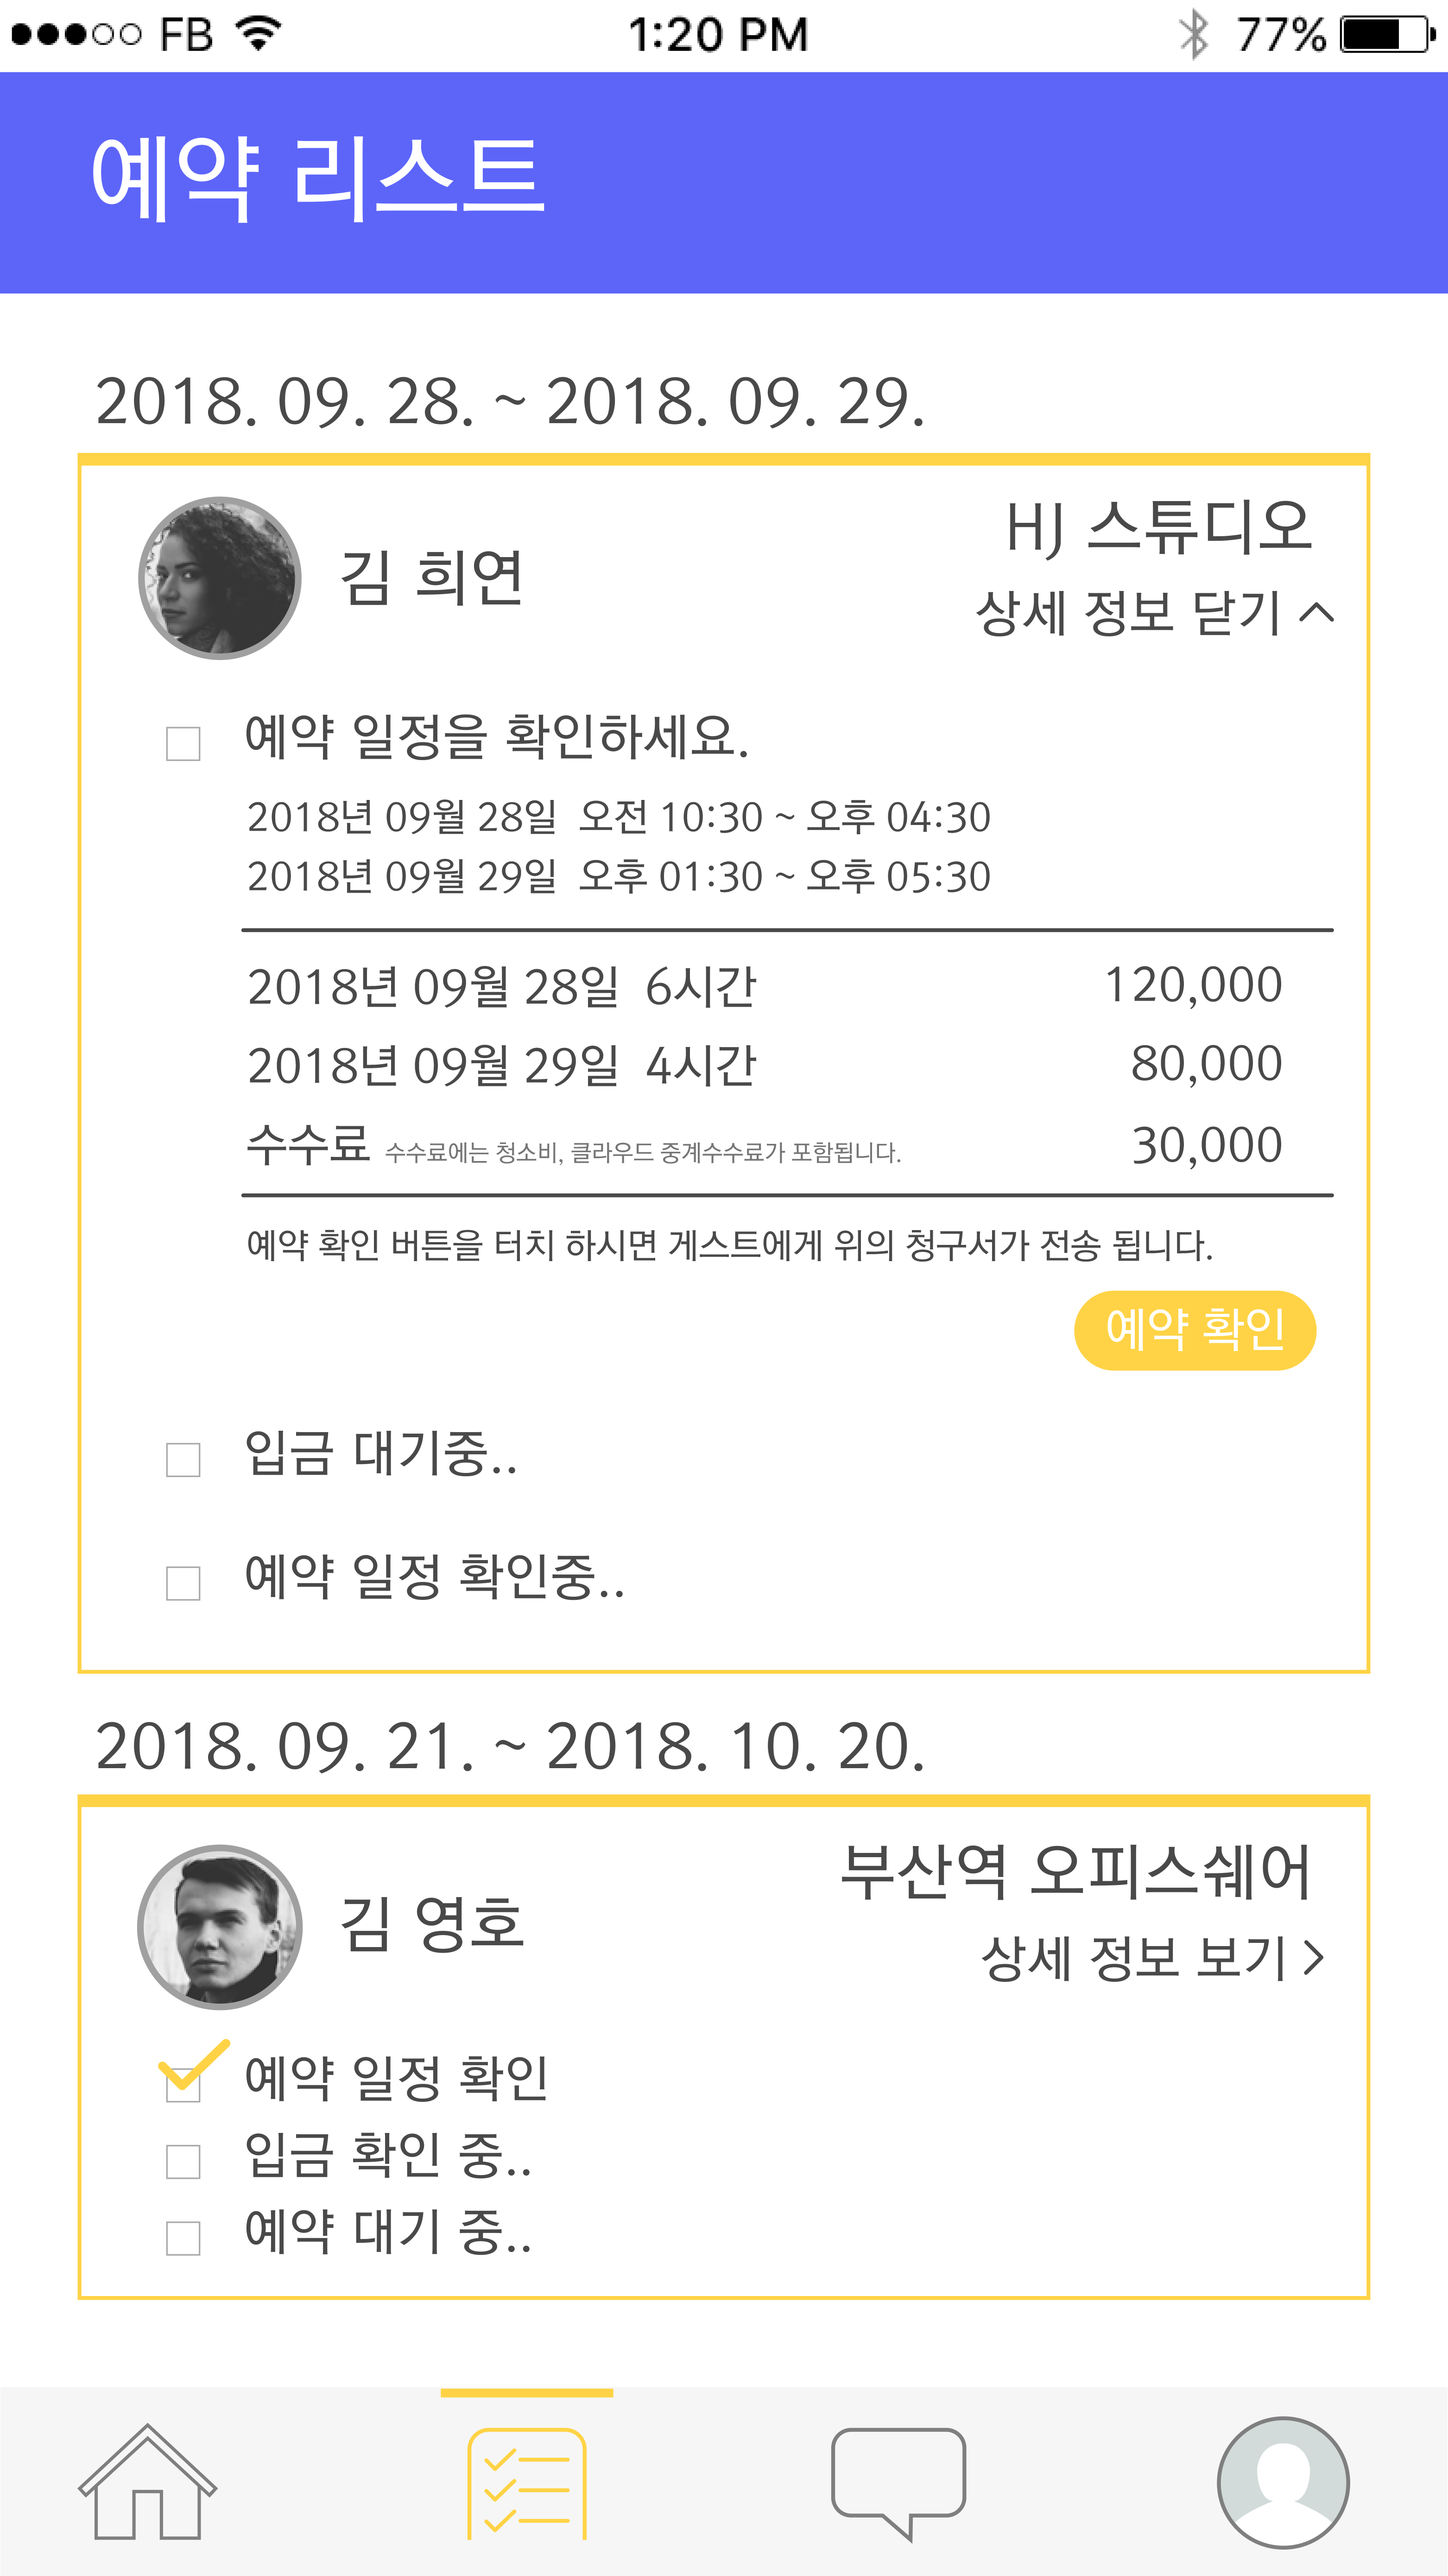 FB 1:20 PM 77%
예약 리스트
2018. 09. 28. ~ 2018. 09. 29.
HJ 스튜디오
김 희연
상세 정보 닫기
예약 일정을 확인하세요.
2018년 09월 28일 오전 10:30 ~ 오후 04:30
2018년 09월 29일 오후 01:30 ~ 오후 05:30
2018년 09월 28일 6시간 120,000
2018년 09월 29일 4시간 80,000
수수료 수수료에는 청소비, 클라우드 중계수수료가 포함됩니다. 30,000
예약 확인 버튼을 터치 하시면 게스트에게 위의 청구서가 전송 됩니다.
예약 확인
입금 대기중..
예약 일정 확인중..
2018. 09. 21. ~ 2018. 10. 20.
부산역 오피스쉐어
김 영호
상세 정보 보기
예약 일정 확인
입금 확인 중..
예약 대기 중..